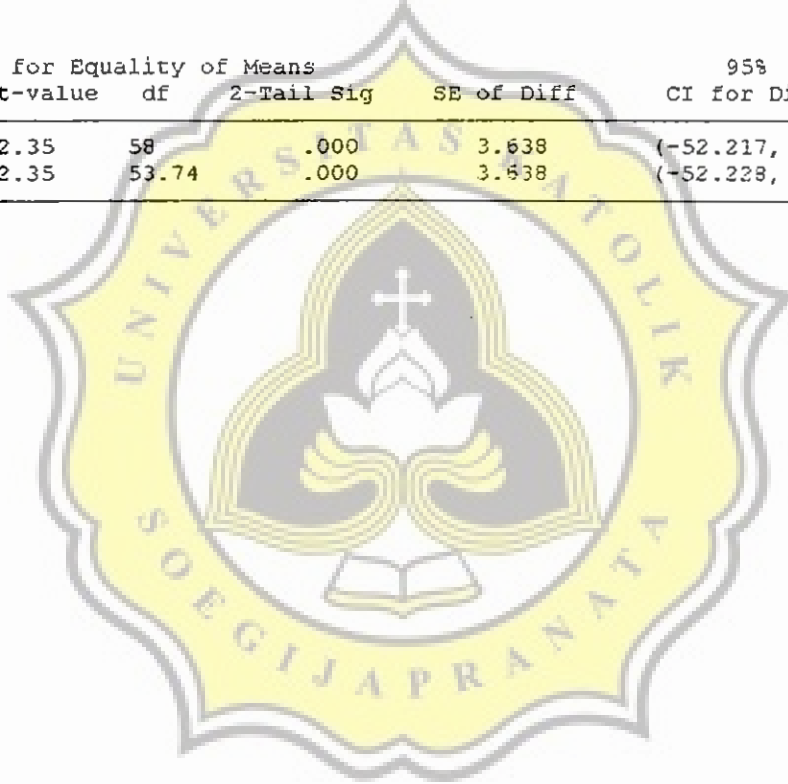 for Equality of Means 95%
t-value df 2-Tail Sig SE of Diff CI for Di
2.35 58 .000 3.638 (-52.217,
2.35 53.74 .000 3.638 (-52.228,
UNIVERSITAS KATOLIK
SOEGIJAPRANATA